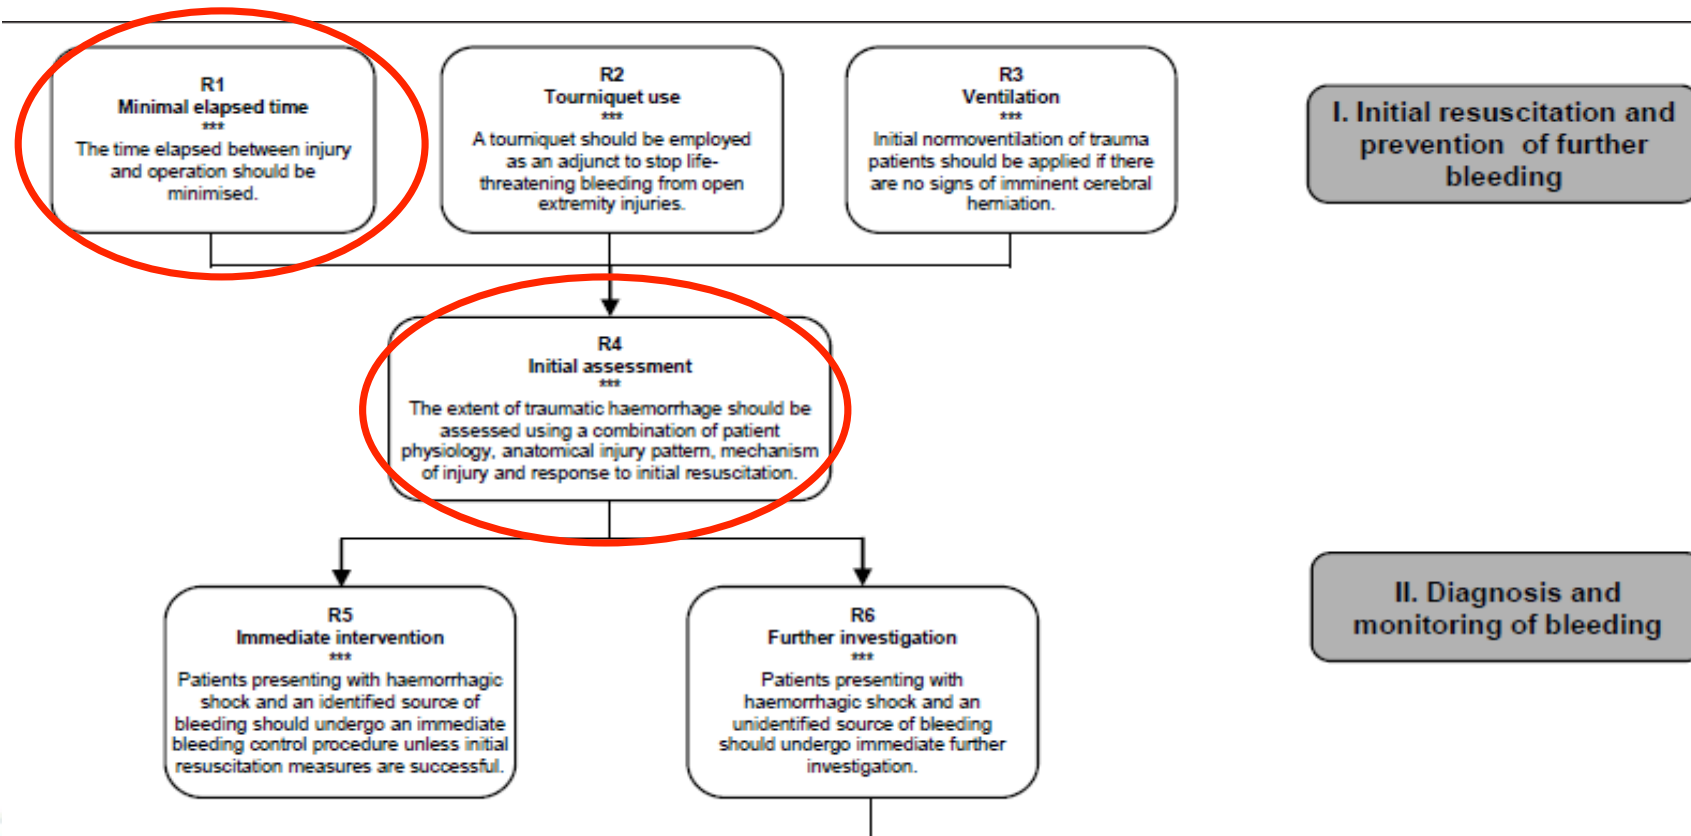 R1
Minimal elapsed time
***
The time elapsed between injury
and operation should be
minimised.
R2
Tourniquet use
***
A tourniquet should be employed
as an adjunct to stop life-
threatening bleeding from open
extremity injuries.
R3
Ventilation
***
Initial normoventilation of trauma
patients should be applied if there
are no signs of imminent cerebral
herniation.
I. Initial resuscitation and
prevention of further
bleeding
R4
Initial assessment
***
The extent of traumatic haemorrhage should be
assessed using a combination of patient
physiology, anatomical injury pattern, mechanism
of injury and response to initial resuscitation.
R5
Immediate intervention
***
Patients presenting with haemorrhagic
shock and an identified source of
bleeding should undergo an immediate
bleeding control procedure unless initial
resuscitation measures are successful.
R6
Further investigation
***
Patients presenting with
haemorrhagic shock and an
unidentified source of bleeding
should undergo immediate further
investigation.
II. Diagnosis and
monitoring of bleeding